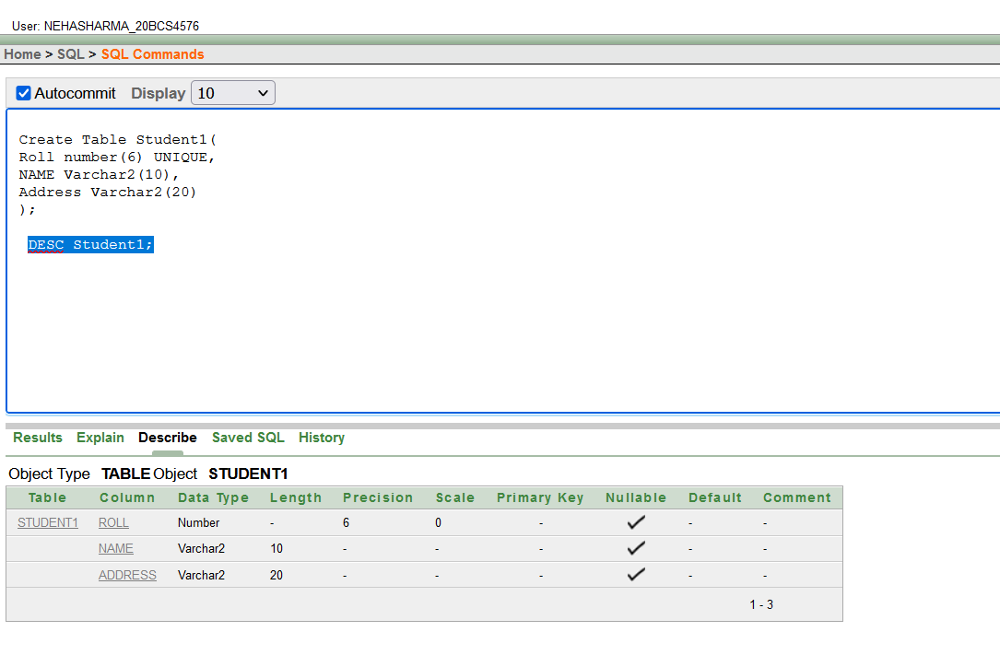 User: NEHASHARMA_20BCS4576
Home > SQL > SQL Commands
Autocommit Display 10
Create Table Student1(
Roll number(6) UNIQUE,
NAME Varchar2(10),
Address Varchar2(20)
);
DESC Student1;
Results Explain Describe Saved SQL History
Object Type TABLE Object STUDENT1
Table Column Data Type Length Precision Scale Primary Key Nullable Default Comment
STUDENT1 ROLL Number - 6 0 - - -
NAME Varchar2 10 - - - - -
ADDRESS Varchar2 20 - - - - -
1 - 3